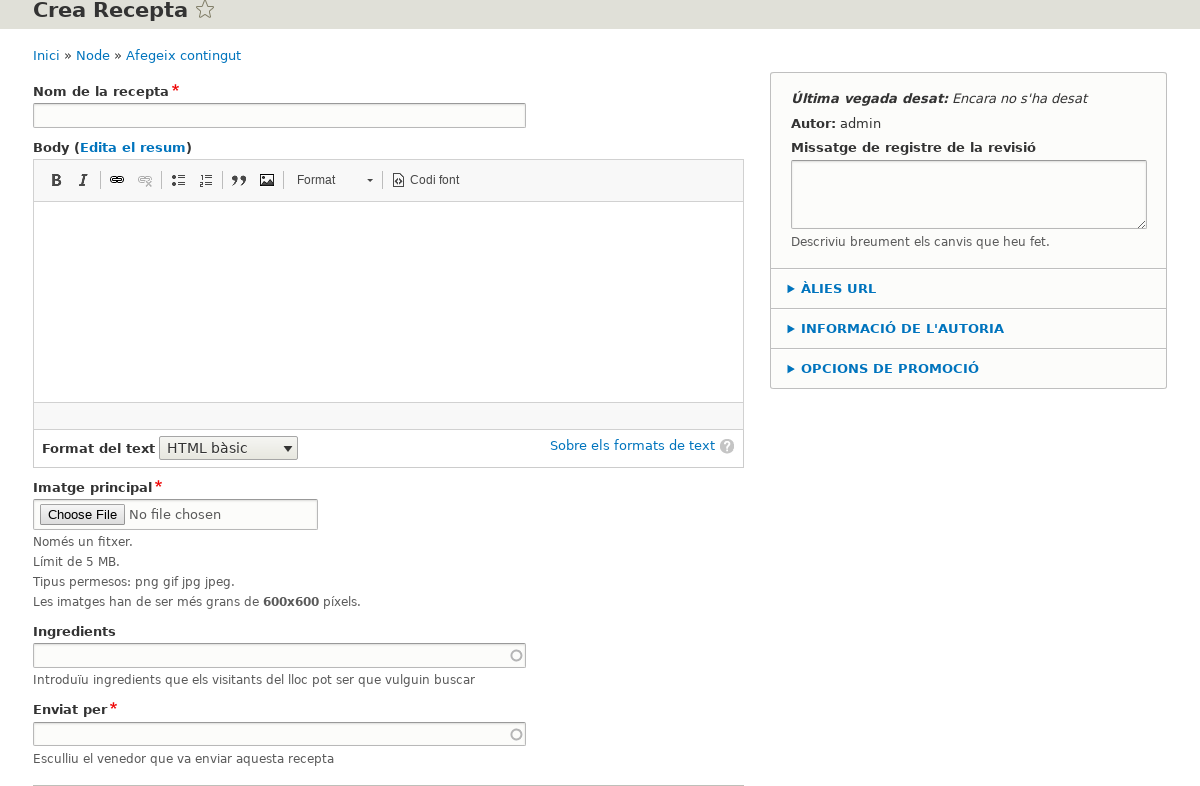 Crea Recepta
Inici » Node » Afegeix contingut
Nom de la recepta*
Body (Edita el resum)
B I Format Codi font
Format del text HTML bàsic Sobre els formats de text ?
Imatge principal*
Choose File No file chosen
Només un fitxer.
Límit de 5 MB.
Tipus permesos: png gif jpg jpeg.
Les imatges han de ser més grans de 600x600 píxels.
Ingredients
Introduïu ingredients que els visitants del lloc pot ser que vulguin buscar
Enviat per*
Esculliu el venedor que va enviar aquesta recepta
Última vegada desat: Encara no s'ha desat
Autor: admin
Missatge de registre de la revisió
Descriviu breument els canvis que heu fet.
ÀLIES URL
INFORMACIÓ DE L'AUTORIA
OPCIONS DE PROMOCIÓ